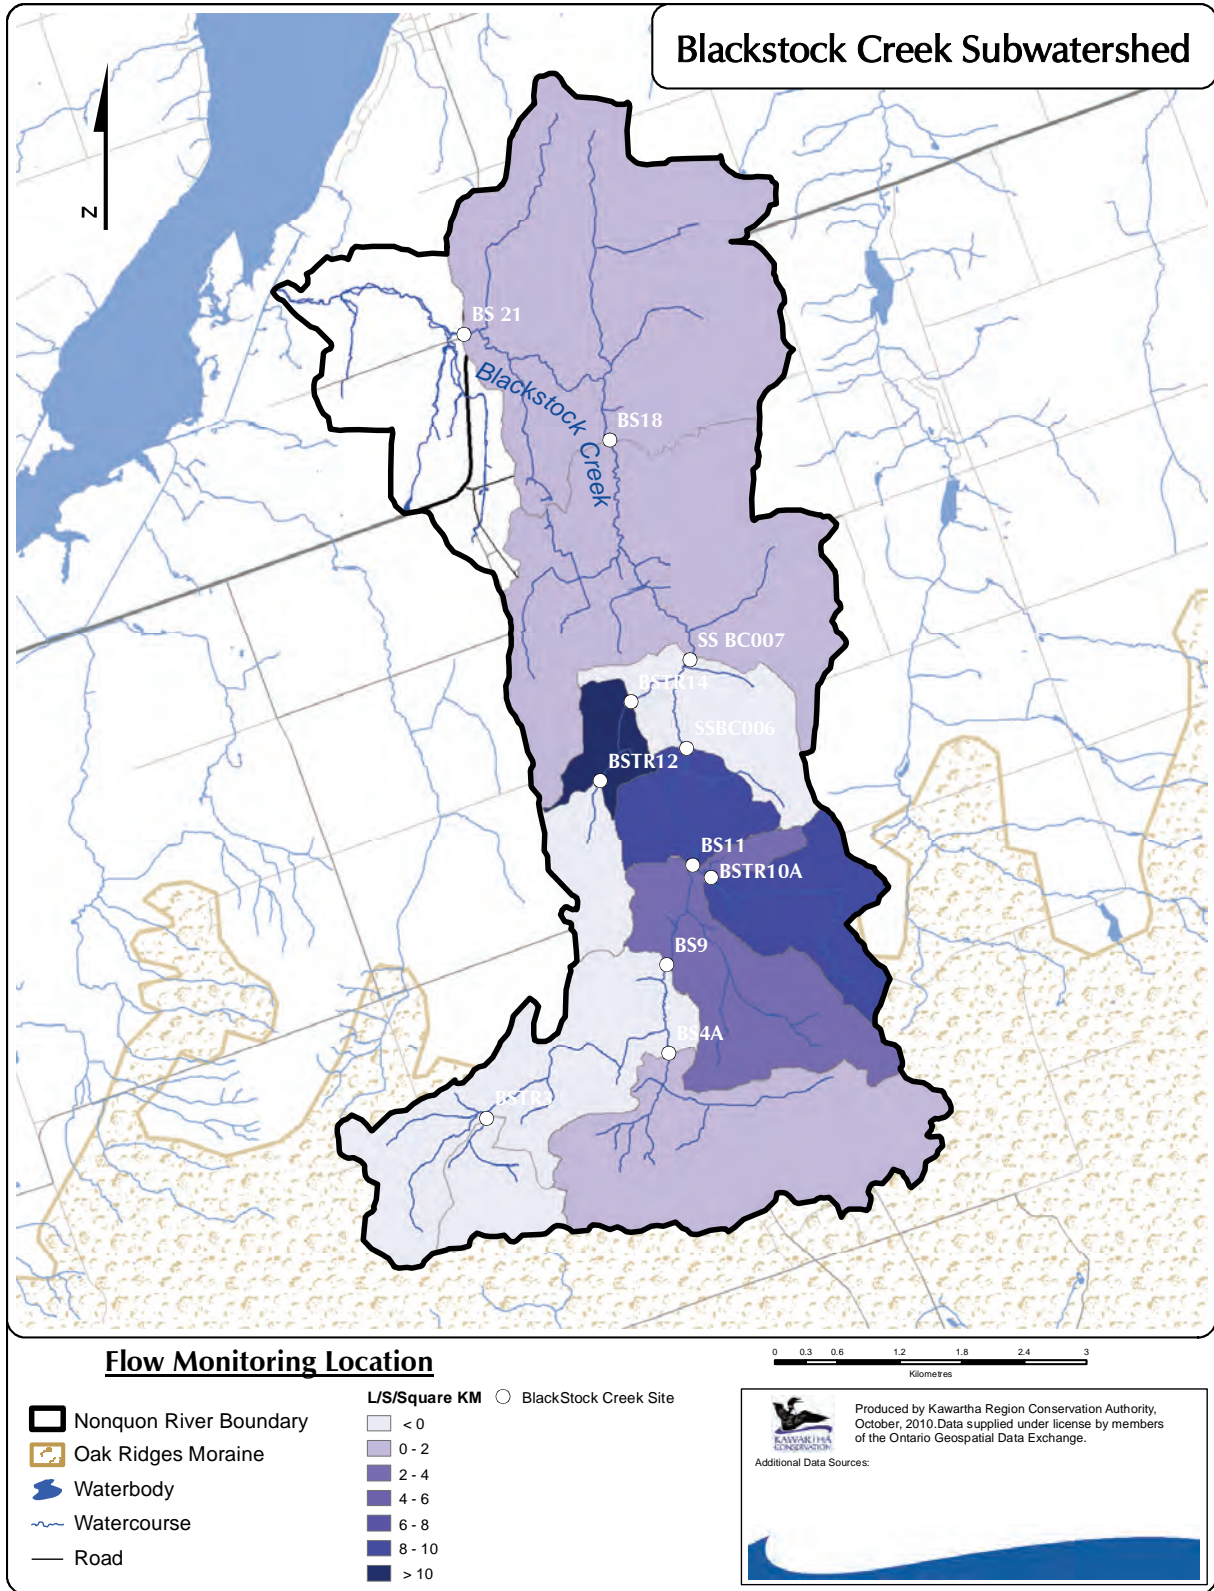 Blackstock Creek Subwatershed
N
BS 21
Blackstock Creek
BS18
SS BC007
BSTR14
SSBC006
BSTR12
BS11
BSTR10A
BS9
BS4A
BSTR3
Flow Monitoring Location
Nonquon River Boundary
Oak Ridges Moraine
Waterbody
Watercourse
Road
L/S/Square KM
< 0
0 - 2
2 - 4
4 - 6
6 - 8
8 - 10
> 10
BlackStock Creek Site
0 0.3 0.6 1.2 1.8 2.4 3
Kilometres
KAWARTHA
CONSERVATION
Produced by Kawartha Region Conservation Authority,
October, 2010.Data supplied under license by members
of the Ontario Geospatial Data Exchange.
Additional Data Sources: